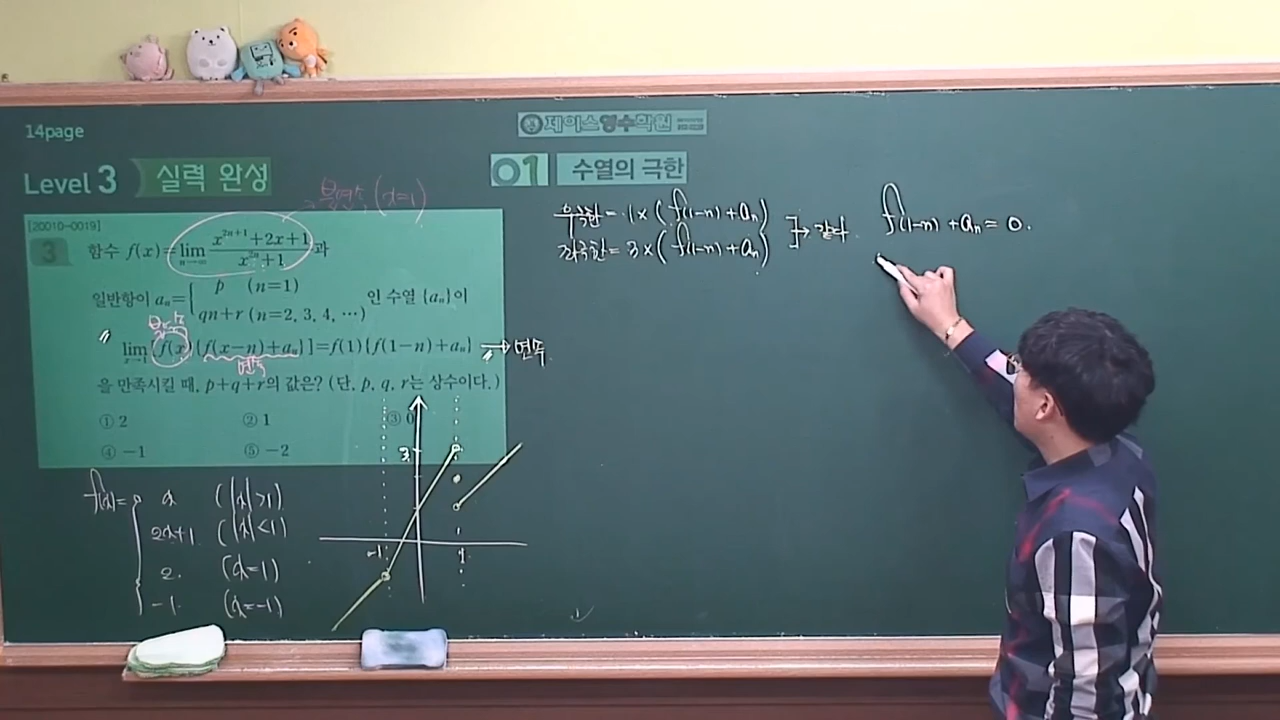 14page
제이스영수학원
Level 3 실력 완성
01 수열의 극한
→ 불연속 (x=1)
[20010-0019]
3 함수 f(x)=lim_{n→∞} (x^{2n+1}+2x+1)/(x^{2n}+1) 과
일반항이 a_n={ p (n=1)
qn+r (n=2, 3, 4, ⋯) 인 수열 {a_n}이
lim_{x→1}[f(x){f(x-n)+a_n}]=f(1){f(1-n)+a_n} → 연속
연속
을 만족시킬 때, p+q+r의 값은? (단, p, q, r는 상수이다.)
① 2 ② 1 ③ 0
④ -1 ⑤ -2
f(x)= { x (|x|>1)
2x+1 (|x|<1)
2 (x=1)
-1 (x=-1)
3
-1 1
우극한 = 1×(f(1-n)+a_n)
좌극한 = 3×(f(1-n)+a_n)
→ 같다
f(1-n)+a_n=0.